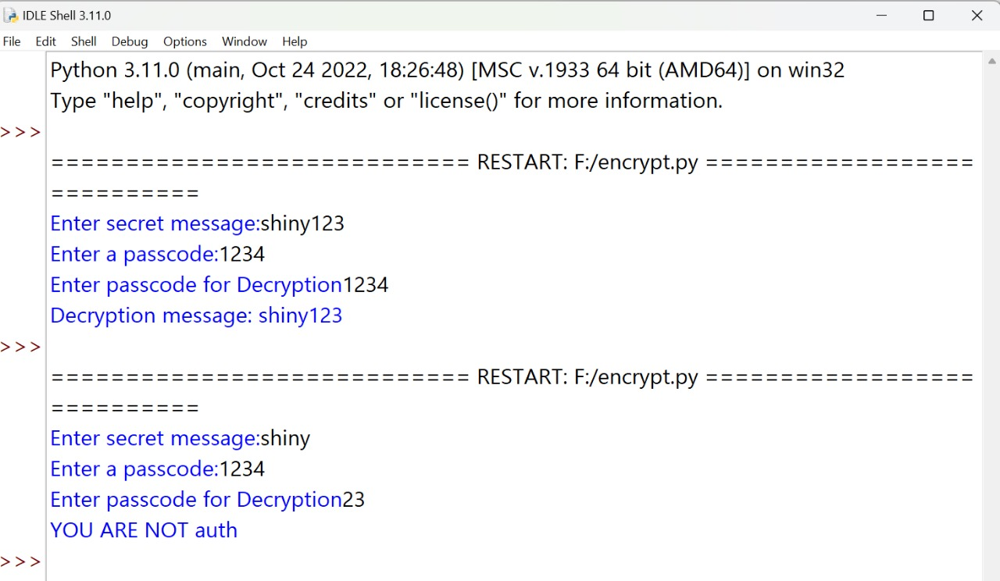 IDLE Shell 3.11.0
File Edit Shell Debug Options Window Help
Python 3.11.0 (main, Oct 24 2022, 18:26:48) [MSC v.1933 64 bit (AMD64)] on win32
Type "help", "copyright", "credits" or "license()" for more information.
>>>
============================ RESTART: F:/encrypt.py ==================
==========
Enter secret message:shiny123
Enter a passcode:1234
Enter passcode for Decryption1234
Decryption message: shiny123
>>>
============================ RESTART: F:/encrypt.py ==================
==========
Enter secret message:shiny
Enter a passcode:1234
Enter passcode for Decryption23
YOU ARE NOT auth
>>>